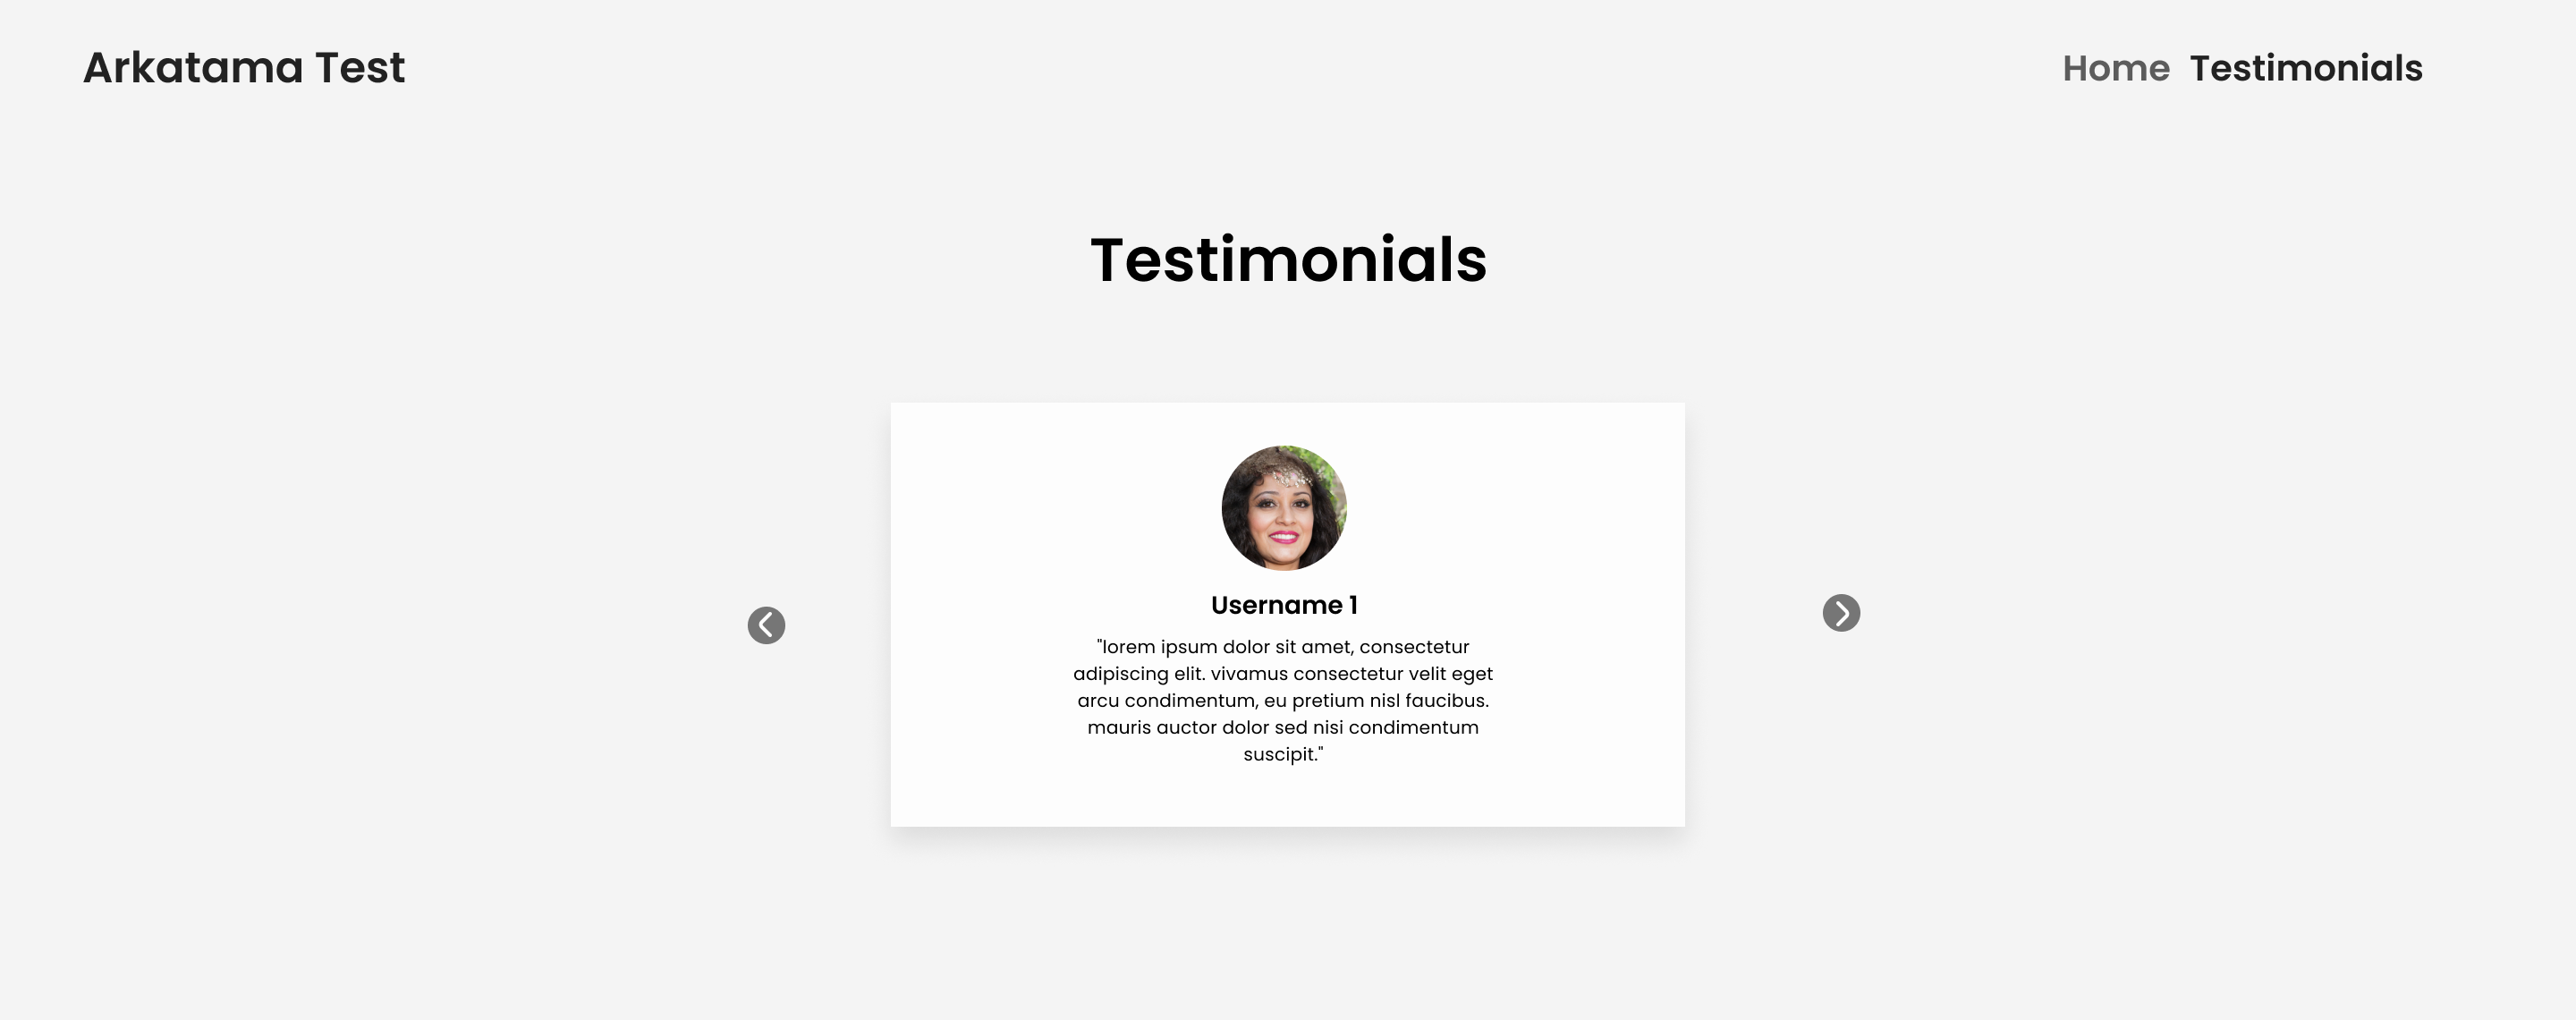 Arkatama Test
Home Testimonials
Testimonials
Username 1
"lorem ipsum dolor sit amet, consectetur
adipiscing elit. vivamus consectetur velit eget
arcu condimentum, eu pretium nisl faucibus.
mauris auctor dolor sed nisi condimentum
suscipit."